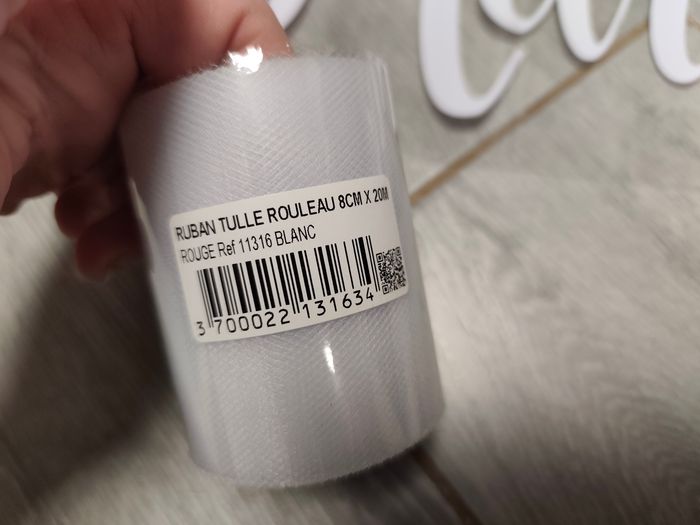 RUBAN TULLE ROULEAU 8CM X 20M
ROUGE Ref 11316 BLANC
3 700022 131634